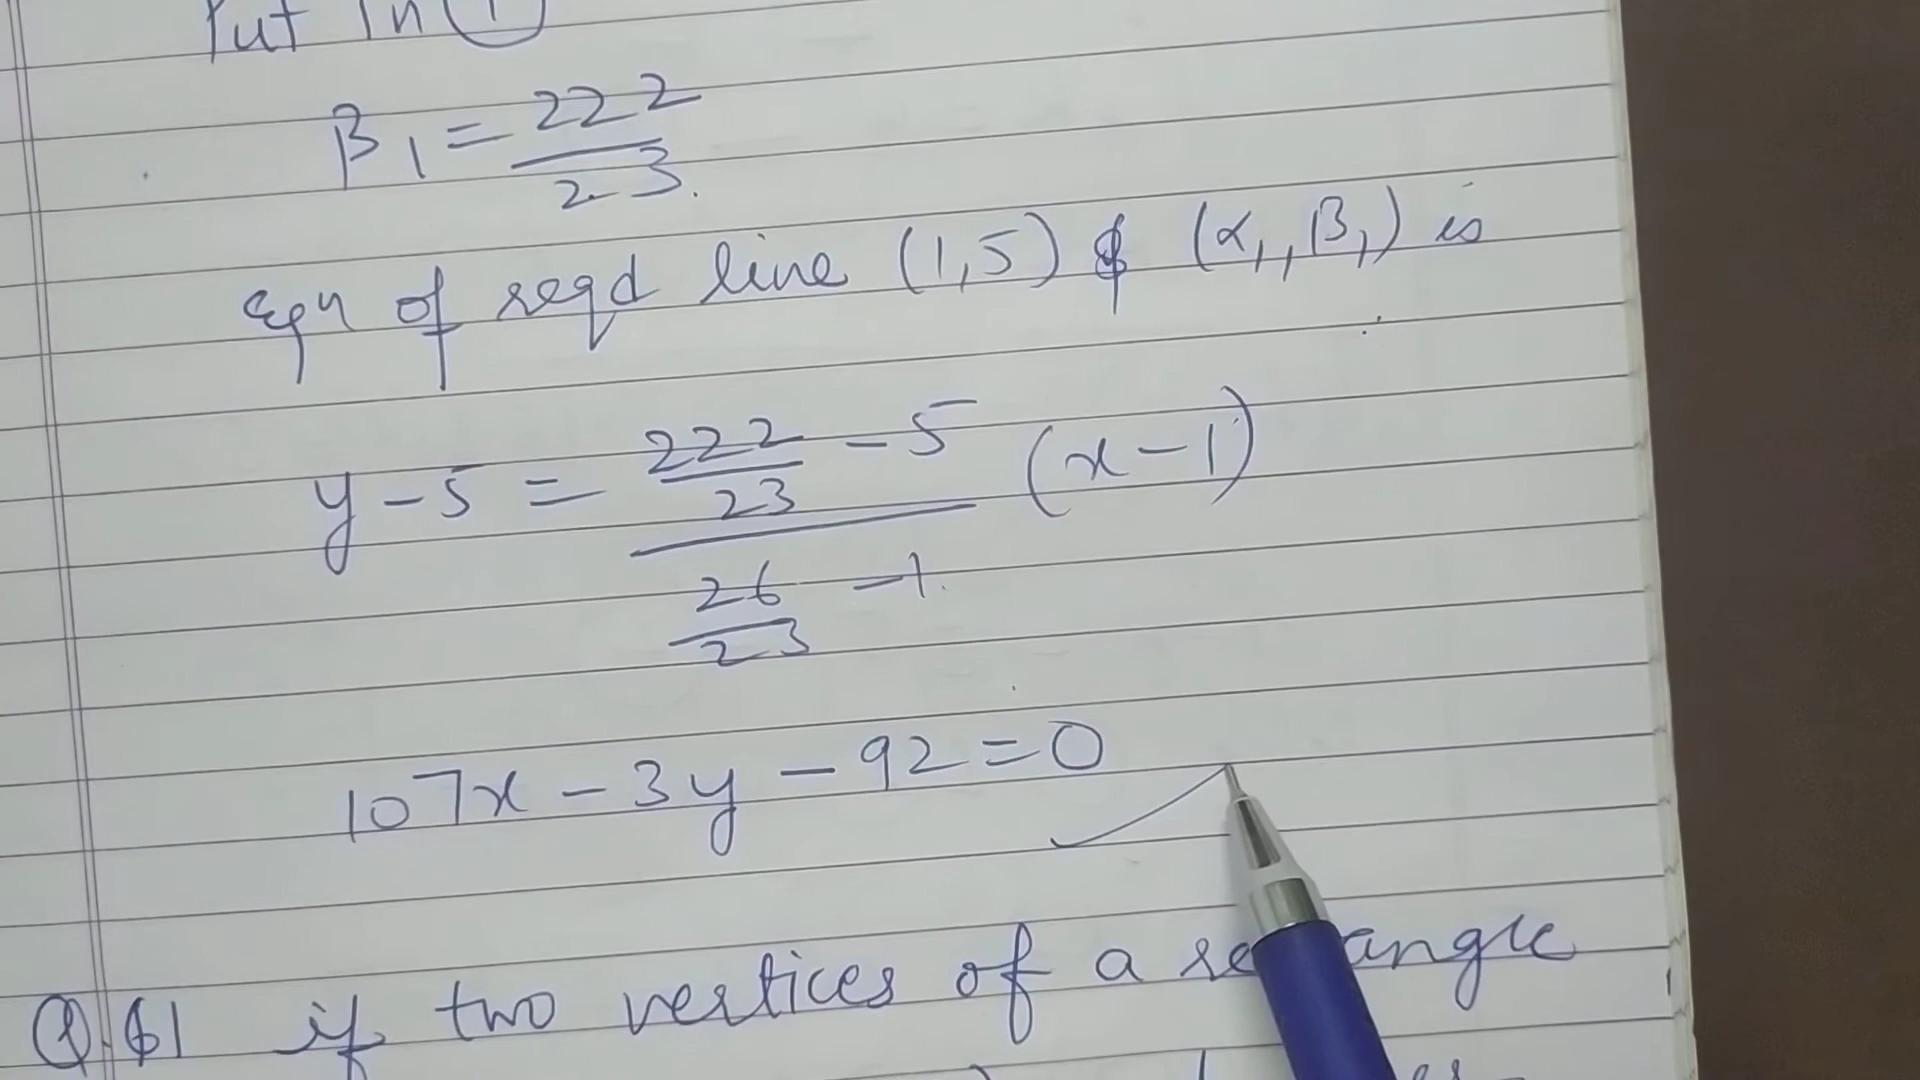 Put in ①
β₁ = 222/23.
Eqn of reqd line (1,5) & (α₁, β₁) is
y - 5 = (222/23 - 5)/(26/23 - 1) (x - 1)
107x - 3y - 92 = 0
Q.61 if two vertices of a